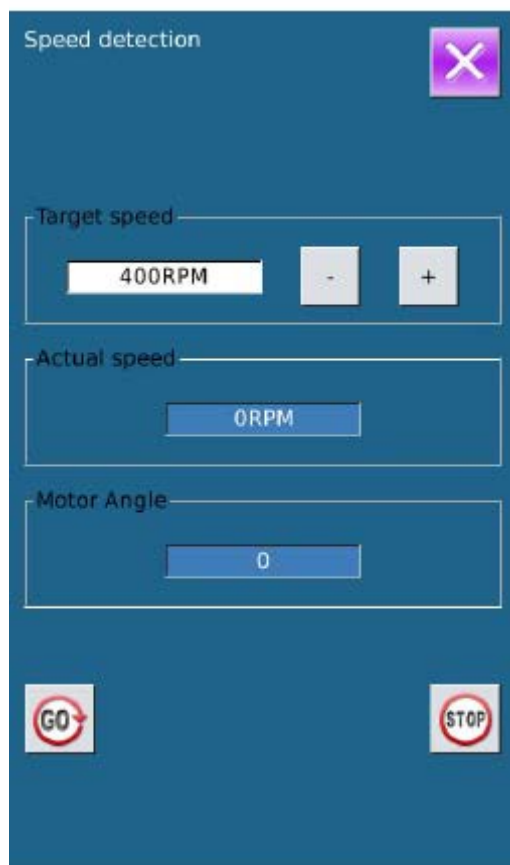 Speed detection
Target speed
400RPM - +
Actual speed
0RPM
Motor Angle
0
GO STOP